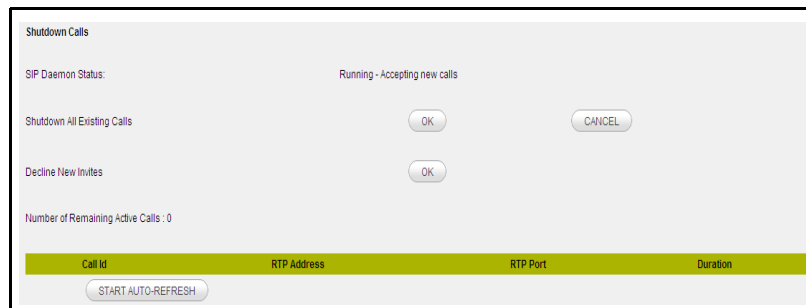 Shutdown Calls
SIP Daemon Status: Running - Accepting new calls
Shutdown All Existing Calls OK CANCEL
Decline New Invites OK
Number of Remaining Active Calls : 0
Call Id RTP Address RTP Port Duration
START AUTO-REFRESH